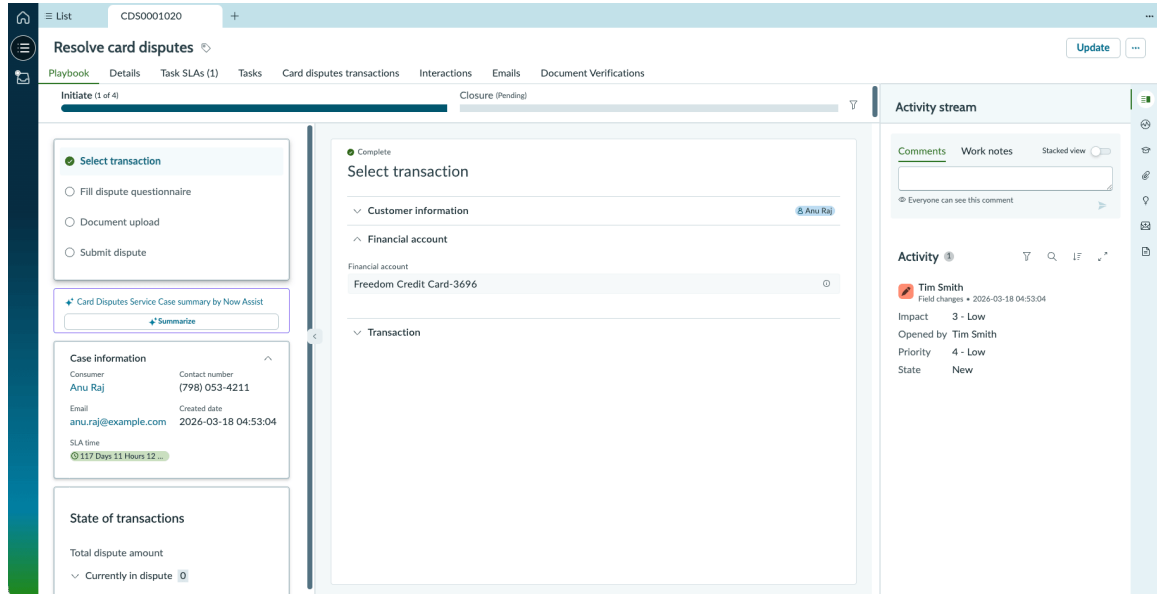 List
CDS0001020
Resolve card disputes
Update
Playbook
Details
Task SLAs (1)
Tasks
Card disputes transactions
Interactions
Emails
Document Verifications
Initiate (1 of 4)
Closure (Pending)
Select transaction
Fill dispute questionnaire
Document upload
Submit dispute
Card Disputes Service Case summary by Now Assist
Summarize
Case information
Consumer
Contact number
Anu Raj
(798) 053-4211
Email
Created date
anu.raj@example.com
2026-03-18 04:53:04
SLA time
117 Days 11 Hours 12 ...
State of transactions
Total dispute amount
Currently in dispute 0
Complete
Select transaction
Customer information
Anu Raj
Financial account
Financial account
Freedom Credit Card-3696
Transaction
Activity stream
Comments
Work notes
Stacked view
Everyone can see this comment
Activity 1
Tim Smith
Field changes • 2026-03-18 04:53:04
Impact 3 - Low
Opened by Tim Smith
Priority 4 - Low
State New